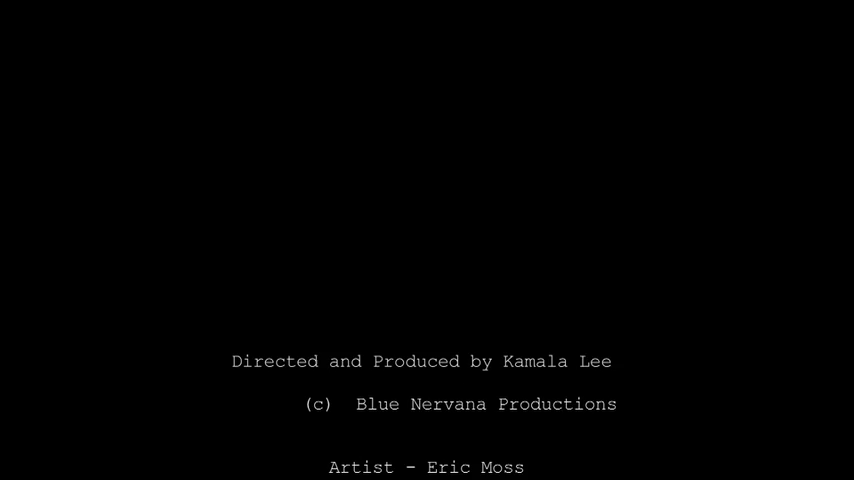 Directed and Produced by Kamala Lee
(c) Blue Nervana Productions
Artist - Eric Moss